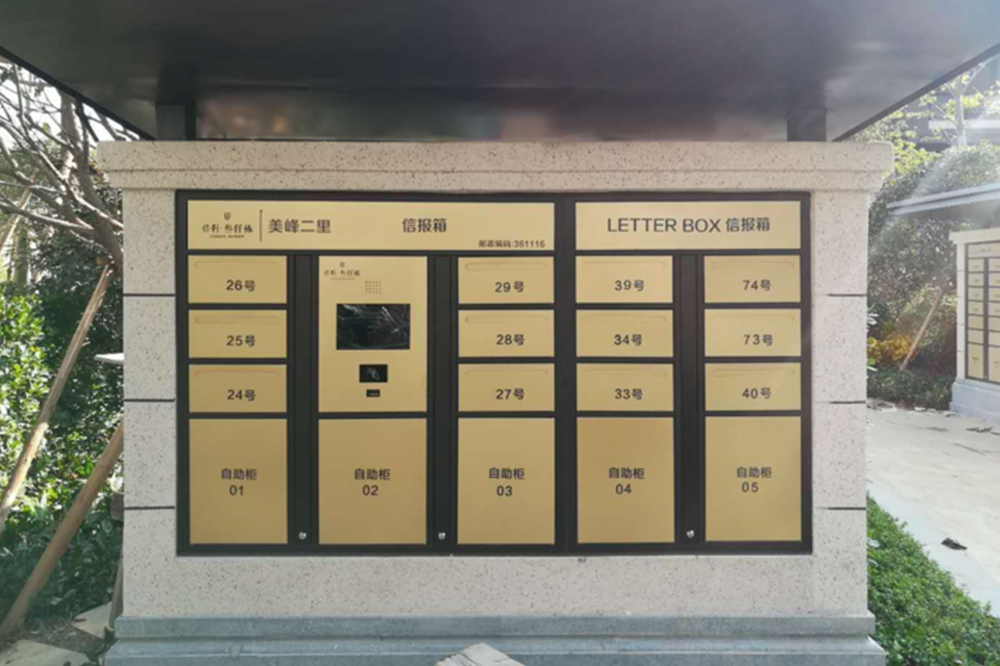 美峰二里
信报箱
邮政编码:361116
LETTER BOX 信报箱
26号
25号
24号
29号
28号
27号
39号
34号
33号
74号
73号
40号
自助柜
01
自助柜
02
自助柜
03
自助柜
04
自助柜
05